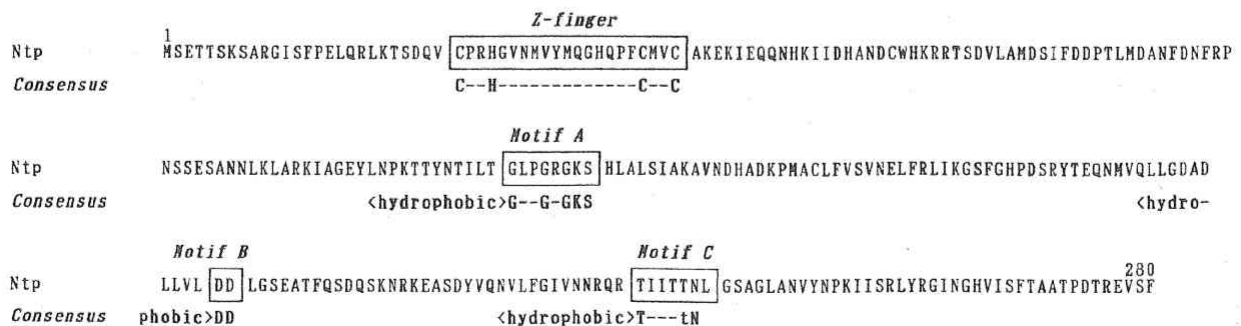 Z-finger
1
Ntp MSETTSKSARGISFPELQRLKTSDQV CPRHGVNMVYMQGHQPFCMVC AKEKIEQQNHKIIDHANDCWHKRRTSDVLAMDSIFDDPTLMDANFDNFRP
Consensus C--H-------------C--C
Motif A
Ntp NSSESANNLKLARKIAGEYLNPKTTYNTILT GLPGRGKS HLALSIAKAVNDHADKPMACLFVSVNELFRLIKGSFGHPDSRYTEQNMVQLLGDAD
Consensus <hydrophobic>G--G-GKS <hydro-
Motif B Motif C
280
Ntp LLVL DD LGSEATFQSDQSKNRKEASDYVQNVLFGIVNNRQR TIITTNL GSAGLANVYNPKIISRLYRGINGHVISFTAATPDTREVSF
Consensus phobic>DD <hydrophobic>T---tN